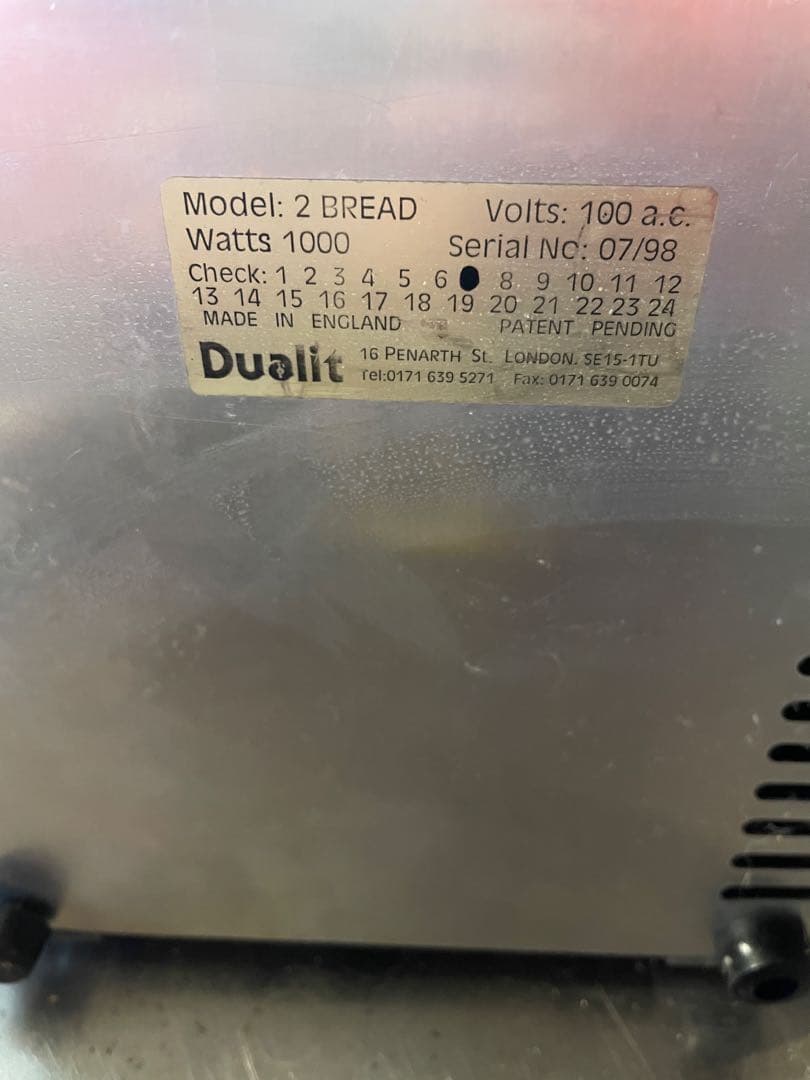 Model: 2 BREAD Volts: 100 a.c.
Watts 1000 Serial No: 07/98
Check: 1 2 3 4 5 6 8 9 10 11 12
13 14 15 16 17 18 19 20 21 22 23 24
MADE IN ENGLAND PATENT PENDING
Dualit 16 PENARTH St. LONDON. SE15-1TU
Tel:0171 639 5271 Fax: 0171 639 0074